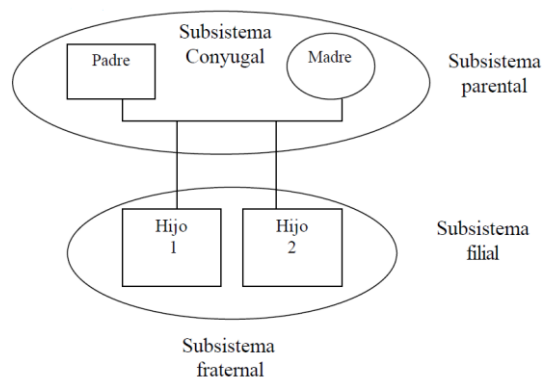 Subsistema
Conyugal
Padre
Madre
Subsistema
parental
Hijo
1
Hijo
2
Subsistema
filial
Subsistema
fraternal